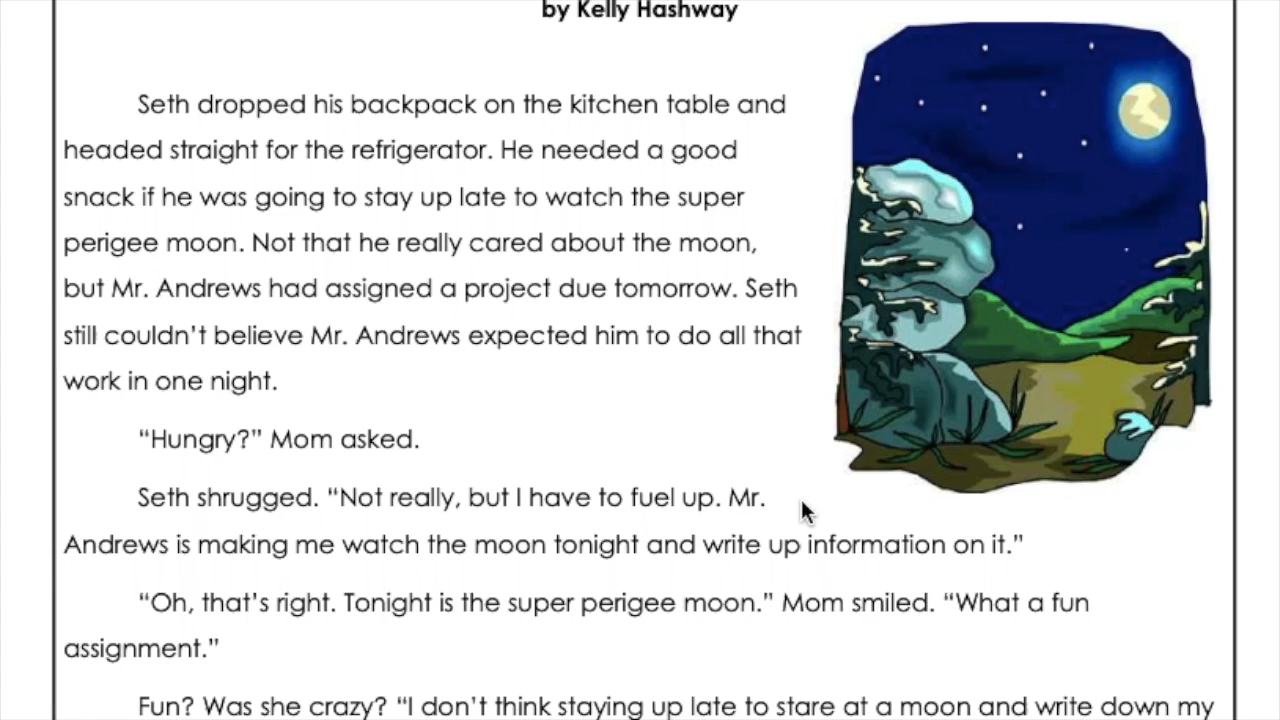 by Kelly Hashway
Seth dropped his backpack on the kitchen table and
headed straight for the refrigerator. He needed a good
snack if he was going to stay up late to watch the super
perigee moon. Not that he really cared about the moon,
but Mr. Andrews had assigned a project due tomorrow. Seth
still couldn’t believe Mr. Andrews expected him to do all that
work in one night.
“Hungry?” Mom asked.
Seth shrugged. “Not really, but I have to fuel up. Mr.
Andrews is making me watch the moon tonight and write up information on it.”
“Oh, that’s right. Tonight is the super perigee moon.” Mom smiled. “What a fun
assignment.”
Fun? Was she crazy? “I don’t think staying up late to stare at a moon and write down my